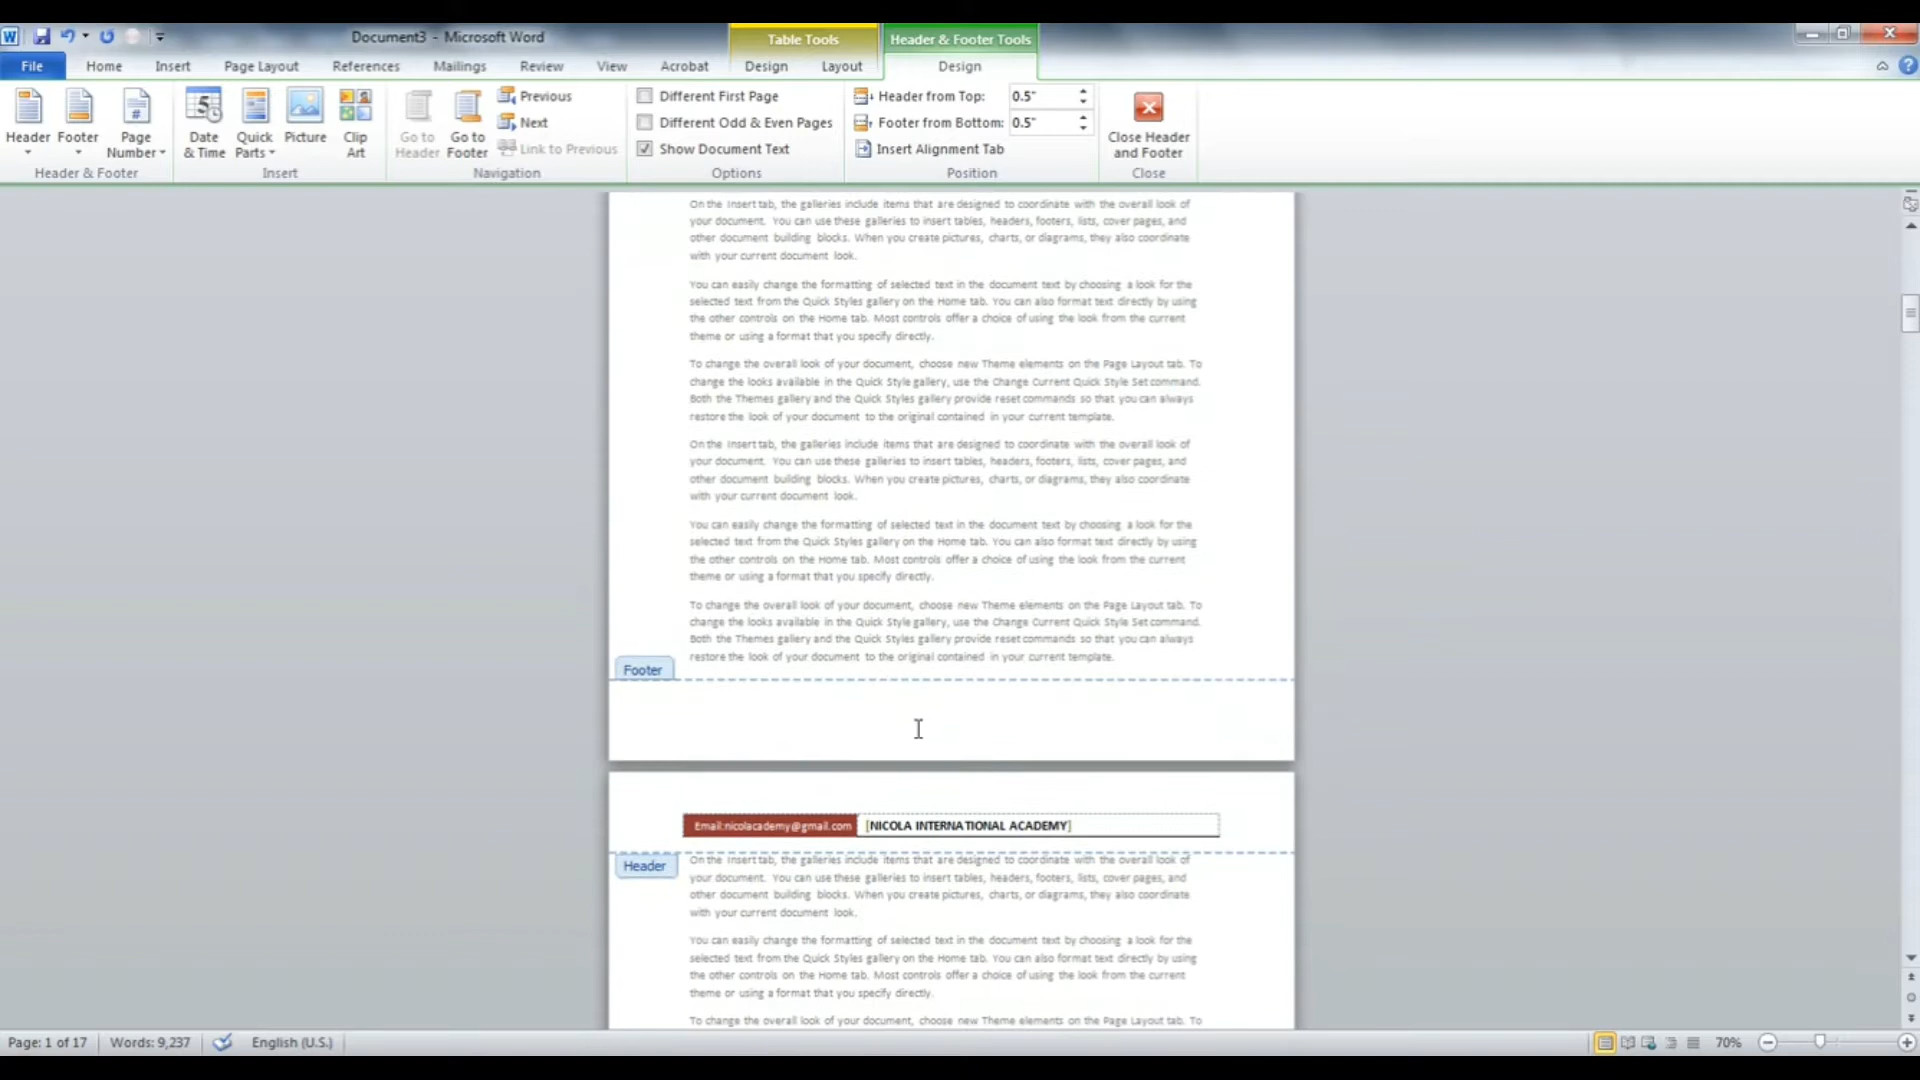 Document3 - Microsoft Word
Table Tools
Header & Footer Tools
File
Home
Insert
Page Layout
References
Mailings
Review
View
Acrobat
Design
Layout
Design
Header
Footer
Page Number
Header & Footer
Date & Time
Quick Parts
Picture
Clip Art
Insert
Go to Header
Go to Footer
Previous
Next
Link to Previous
Navigation
Different First Page
Different Odd & Even Pages
Show Document Text
Options
Header from Top: 0.5"
Footer from Bottom: 0.5"
Insert Alignment Tab
Position
Close Header and Footer
Close
On the Insert tab, the galleries include items that are designed to coordinate with the overall look of
your document. You can use these galleries to insert tables, headers, footers, lists, cover pages, and
other document building blocks. When you create pictures, charts, or diagrams, they also coordinate
with your current document look.
You can easily change the formatting of selected text in the document text by choosing a look for the
selected text from the Quick Styles gallery on the Home tab. You can also format text directly by using
the other controls on the Home tab. Most controls offer a choice of using the look from the current
theme or using a format that you specify directly.
To change the overall look of your document, choose new Theme elements on the Page Layout tab. To
change the looks available in the Quick Style gallery, use the Change Current Quick Style Set command.
Both the Themes gallery and the Quick Styles gallery provide reset commands so that you can always
restore the look of your document to the original contained in your current template.
On the Insert tab, the galleries include items that are designed to coordinate with the overall look of
your document. You can use these galleries to insert tables, headers, footers, lists, cover pages, and
other document building blocks. When you create pictures, charts, or diagrams, they also coordinate
with your current document look.
You can easily change the formatting of selected text in the document text by choosing a look for the
selected text from the Quick Styles gallery on the Home tab. You can also format text directly by using
the other controls on the Home tab. Most controls offer a choice of using the look from the current
theme or using a format that you specify directly.
To change the overall look of your document, choose new Theme elements on the Page Layout tab. To
change the looks available in the Quick Style gallery, use the Change Current Quick Style Set command.
Both the Themes gallery and the Quick Styles gallery provide reset commands so that you can always
restore the look of your document to the original contained in your current template.
Footer
Email:nicolacademy@gmail.com [NICOLA INTERNATIONAL ACADEMY]
Header
On the Insert tab, the galleries include items that are designed to coordinate with the overall look of
your document. You can use these galleries to insert tables, headers, footers, lists, cover pages, and
other document building blocks. When you create pictures, charts, or diagrams, they also coordinate
with your current document look.
You can easily change the formatting of selected text in the document text by choosing a look for the
selected text from the Quick Styles gallery on the Home tab. You can also format text directly by using
the other controls on the Home tab. Most controls offer a choice of using the look from the current
theme or using a format that you specify directly.
To change the overall look of your document, choose new Theme elements on the Page Layout tab. To
Page: 1 of 17
Words: 9,237
English (U.S.)
70%